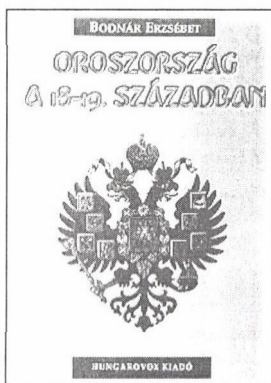 BODNÁR ERZSÉBET
OROSZORSZÁG
A 18-19. SZÁZADBAN
HUNGAROVOX KIADÓ